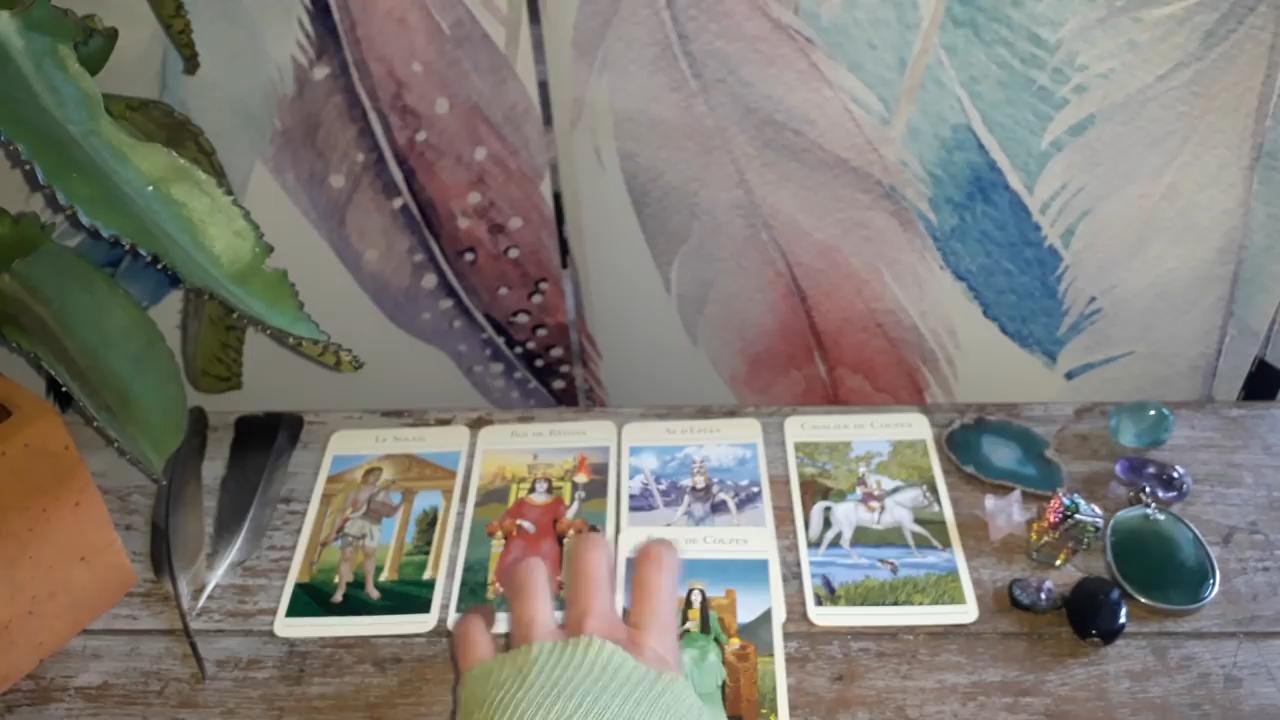 Le Soleil
Roi de Bâtons
As d'Épées
de Coupes
Cavalier de Coupes